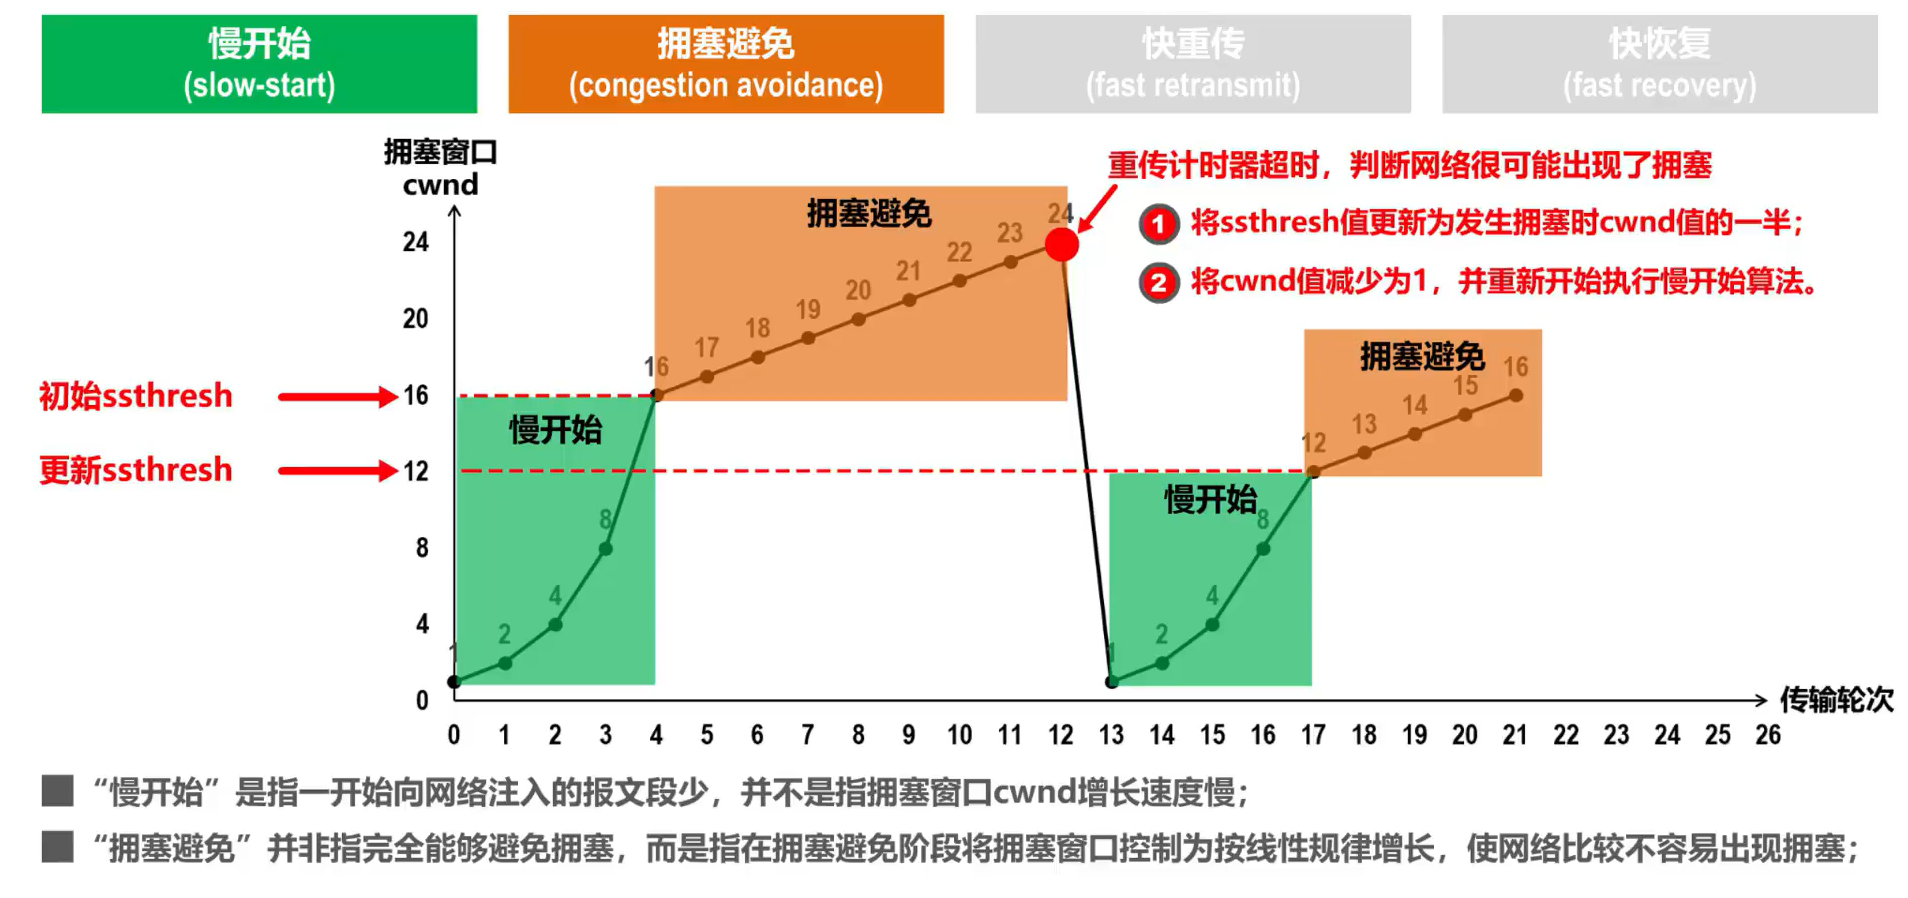 慢开始
(slow-start)
拥塞避免
(congestion avoidance)
快重传
(fast retransmit)
快恢复
(fast recovery)
拥塞窗口
cwnd
重传计时器超时，判断网络很可能出现了拥塞
1 将ssthresh值更新为发生拥塞时cwnd值的一半；
2 将cwnd值减少为1，并重新开始执行慢开始算法。
拥塞避免
24
23
22
21
20
19
18
17
16
24
20
16
12
8
4
0
初始ssthresh
更新ssthresh
慢开始
8
4
2
1
拥塞避免
16
15
14
13
12
慢开始
8
4
2
1
传输轮次
0 1 2 3 4 5 6 7 8 9 10 11 12 13 14 15 16 17 18 19 20 21 22 23 24 25 26
“慢开始”是指一开始向网络注入的报文段少，并不是指拥塞窗口cwnd增长速度慢；
“拥塞避免”并非指完全能够避免拥塞，而是指在拥塞避免阶段将拥塞窗口控制为按线性规律增长，使网络比较不容易出现拥塞；